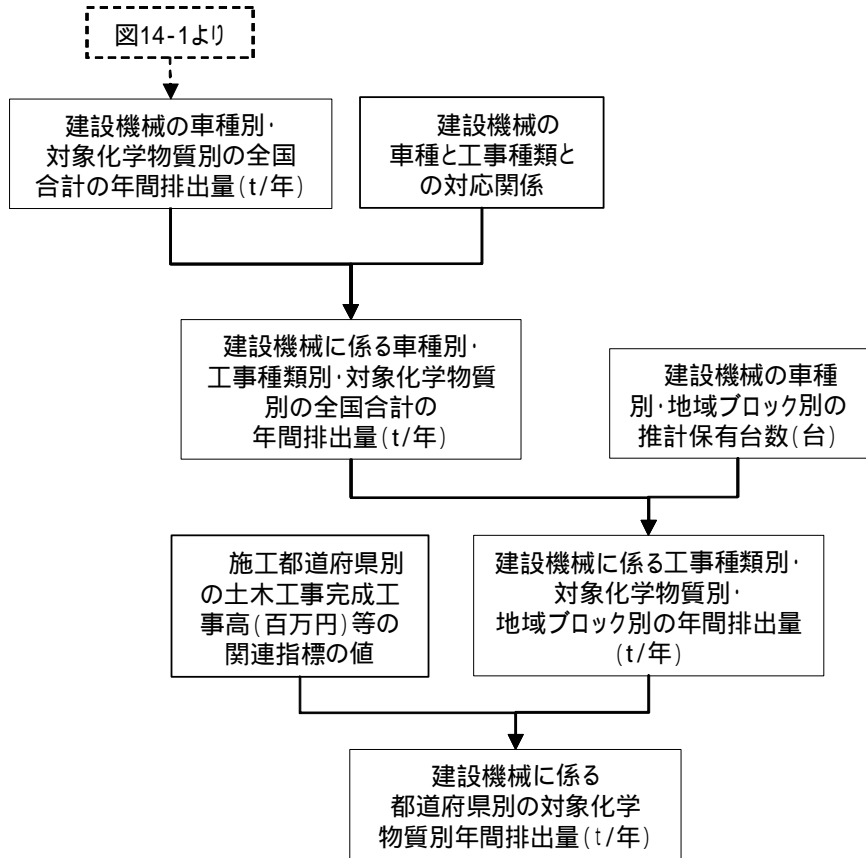 図14-1より
建設機械の車種別・
対象化学物質別の全国
合計の年間排出量(t/年)
建設機械の
車種と工事種類と
の対応関係
建設機械に係る車種別・
工事種類別・対象化学物質
別の全国合計の
年間排出量(t/年)
建設機械の車種
別・地域ブロック別の
推計保有台数(台)
施工都道府県別
の土木工事完成工
事高(百万円)等の
関連指標の値
建設機械に係る工事種類別・
対象化学物質別・
地域ブロック別の年間排出量
(t/年)
建設機械に係る
都道府県別の対象化学
物質別年間排出量(t/年)